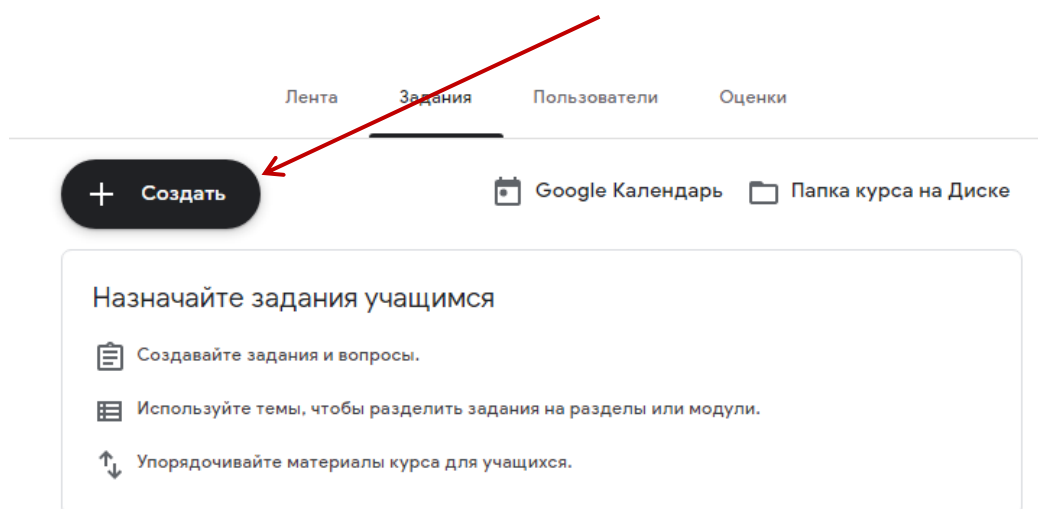 Лента Задания Пользователи Оценки
Создать Google Календарь Папка курса на Диске
Назначайте задания учащимся
Создавайте задания и вопросы.
Используйте темы, чтобы разделить задания на разделы или модули.
Упорядочивайте материалы курса для учащихся.